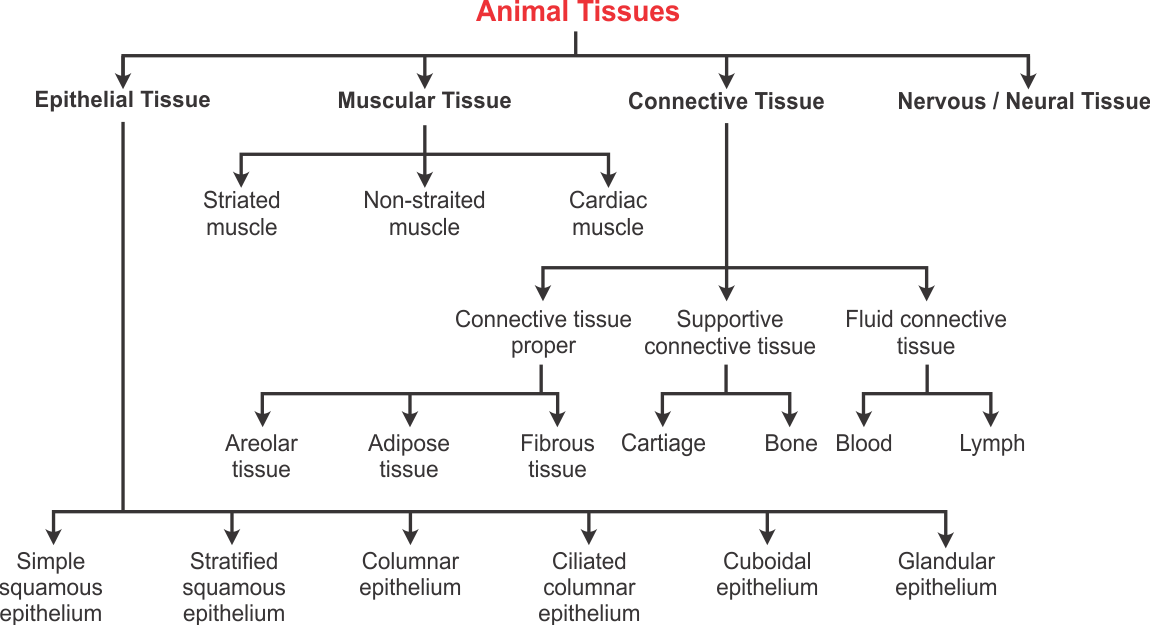 Animal Tissues
Epithelial Tissue
Muscular Tissue
Connective Tissue
Nervous / Neural Tissue
Striated
muscle
Non-straited
muscle
Cardiac
muscle
Connective tissue
proper
Supportive
connective tissue
Fluid connective
tissue
Areolar
tissue
Adipose
tissue
Fibrous
tissue
Cartiage
Bone
Blood
Lymph
Simple
squamous
epithelium
Stratified
squamous
epithelium
Columnar
epithelium
Ciliated
columnar
epithelium
Cuboidal
epithelium
Glandular
epithelium